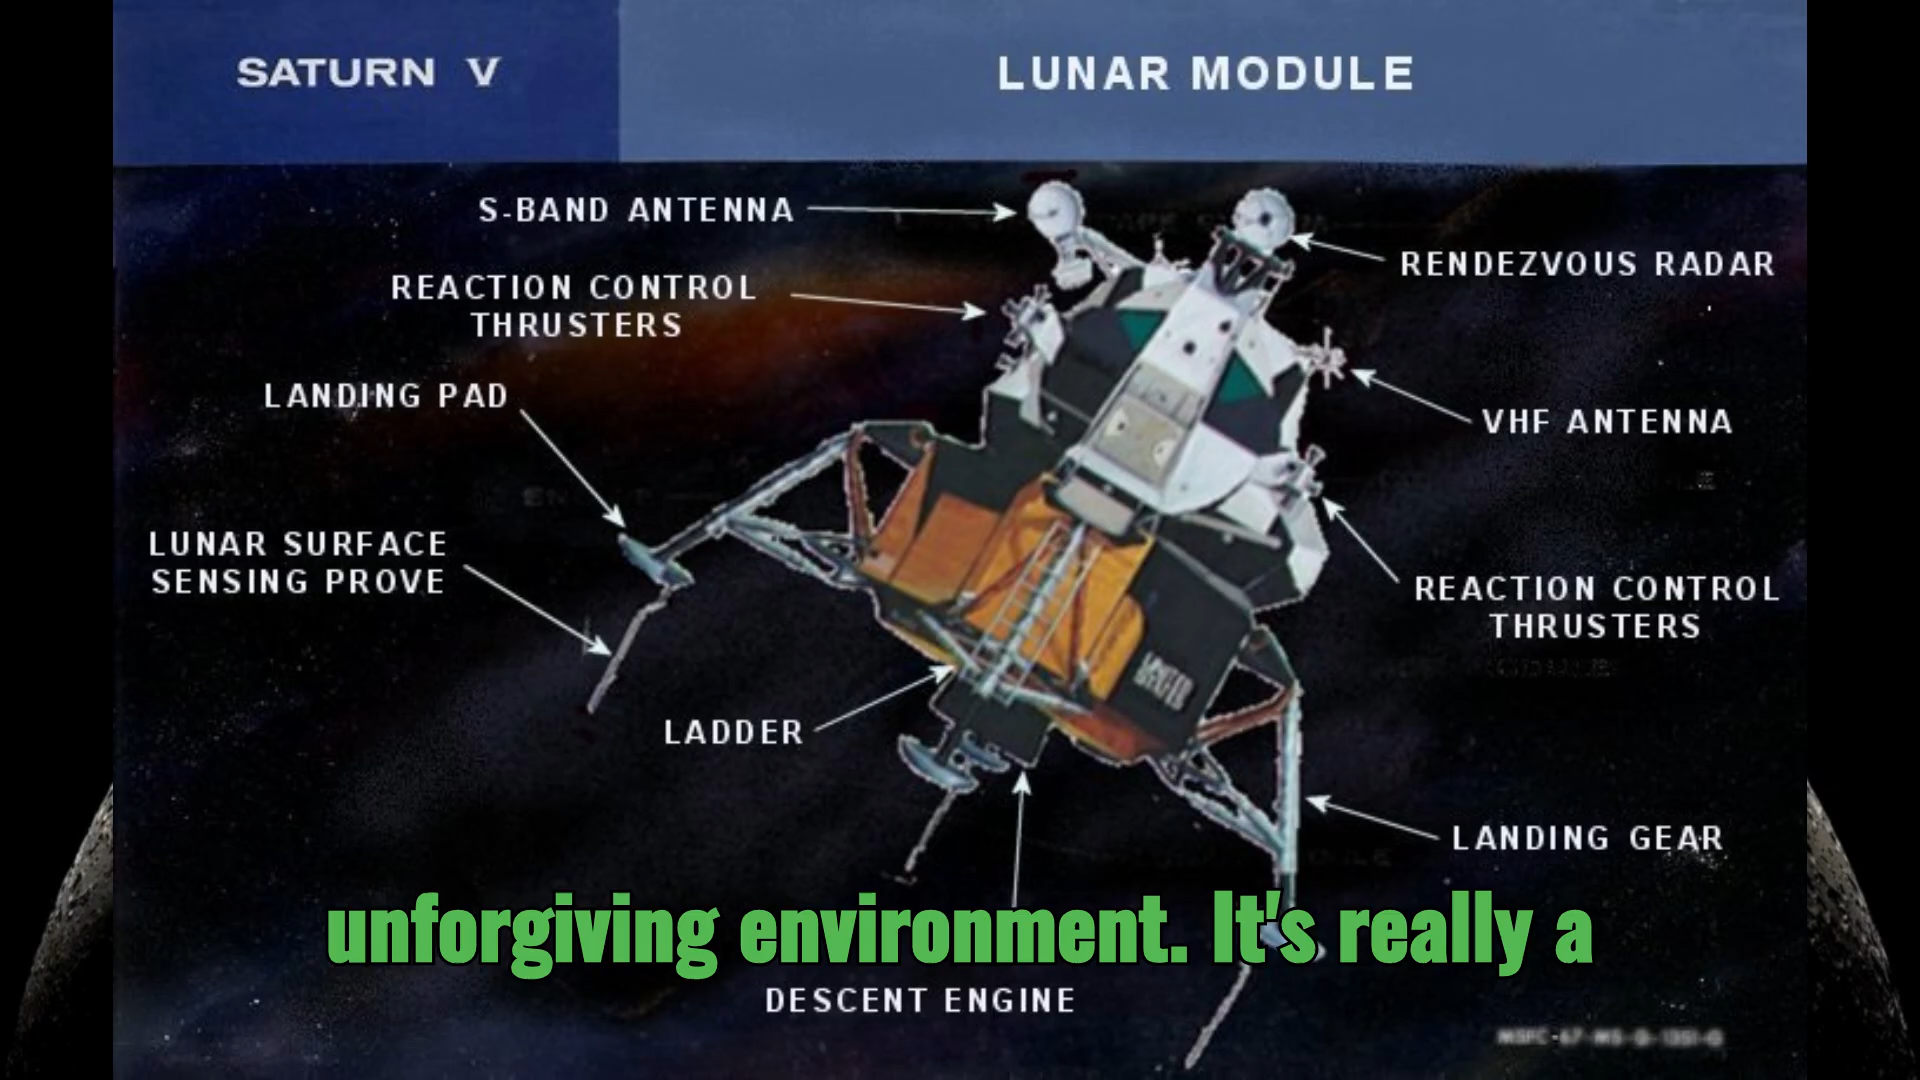 SATURN V
LUNAR MODULE
S-BAND ANTENNA
RENDEZVOUS RADAR
REACTION CONTROL
THRUSTERS
LANDING PAD
VHF ANTENNA
LUNAR SURFACE
SENSING PROVE
REACTION CONTROL
THRUSTERS
LADDER
LANDING GEAR
unforgiving environment. It's really a
DESCENT ENGINE